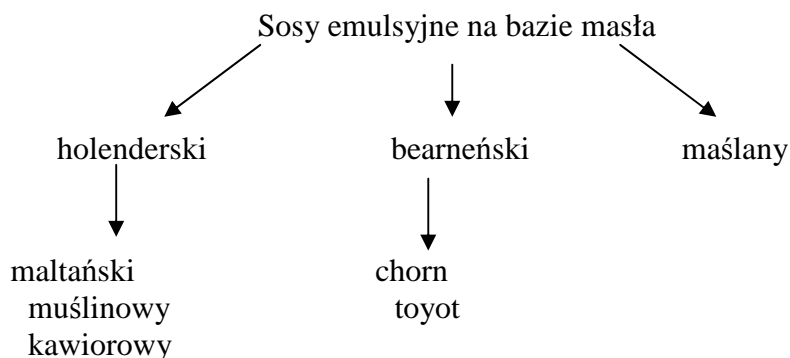 Sosy emulsyjne na bazie masła
holenderski bearneński maślany
maltański chorn
muślinowy toyot
kawiorowy